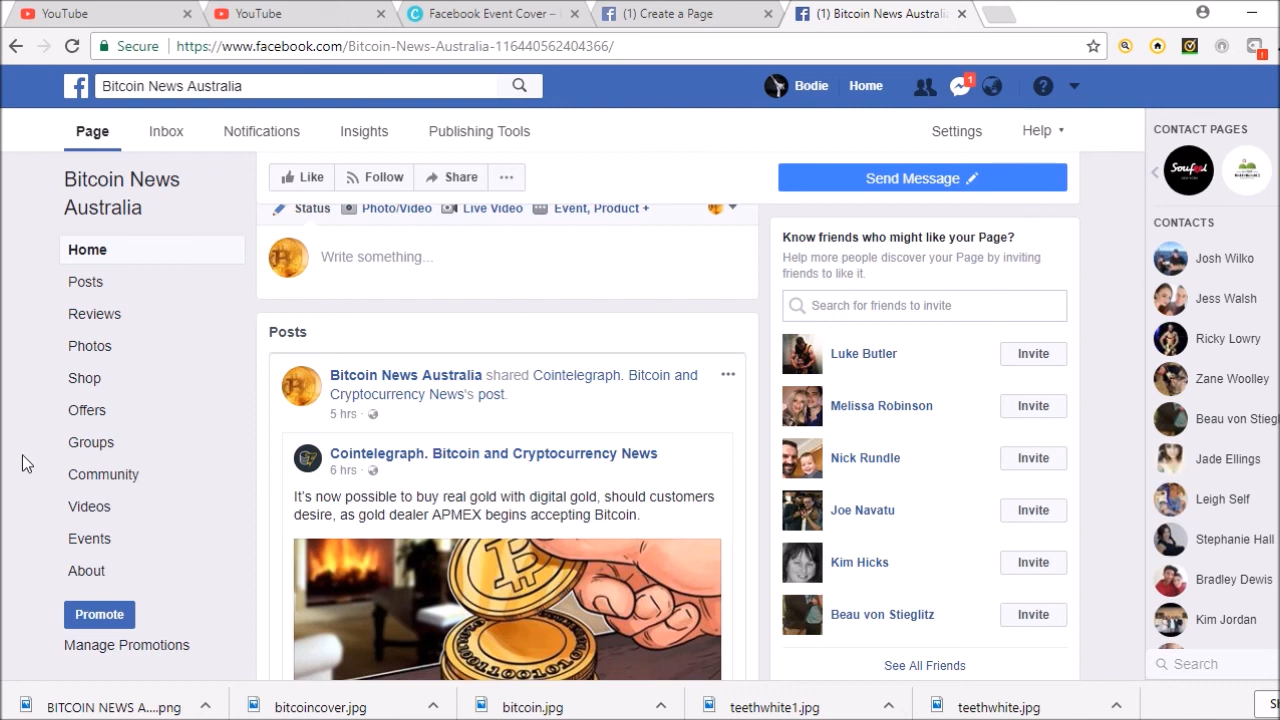 YouTube
YouTube
Facebook Event Cover –
(1) Create a Page
(1) Bitcoin News Australi
Secure
https://www.facebook.com/Bitcoin-News-Australia-116440562404366/
Bitcoin News Australia
Bodie
Home
1
Page
Inbox
Notifications
Insights
Publishing Tools
Settings
Help
Bitcoin News
Australia
Home
Posts
Reviews
Photos
Shop
Offers
Groups
Community
Videos
Events
About
Promote
Manage Promotions
Like
Follow
Share
Send Message
Status
Photo/Video
Live Video
Event, Product +
Write something...
Posts
Bitcoin News Australia shared Cointelegraph. Bitcoin and
Cryptocurrency News's post.
5 hrs ·
Cointelegraph. Bitcoin and Cryptocurrency News
6 hrs ·
It's now possible to buy real gold with digital gold, should customers
desire, as gold dealer APMEX begins accepting Bitcoin.
Know friends who might like your Page?
Help more people discover your Page by inviting
friends to like it.
Search for friends to invite
Luke Butler
Invite
Melissa Robinson
Invite
Nick Rundle
Invite
Joe Navatu
Invite
Kim Hicks
Invite
Beau von Stieglitz
Invite
See All Friends
CONTACT PAGES
Soufeel
CONTACTS
Josh Wilko
Jess Walsh
Ricky Lowry
Zane Woolley
Beau von Stieglitz
Jade Ellings
Leigh Self
Stephanie Hall
Bradley Dewis
Kim Jordan
Search
BITCOIN NEWS A....png
bitcoincover.jpg
bitcoin.jpg
teethwhite1.jpg
teethwhite.jpg